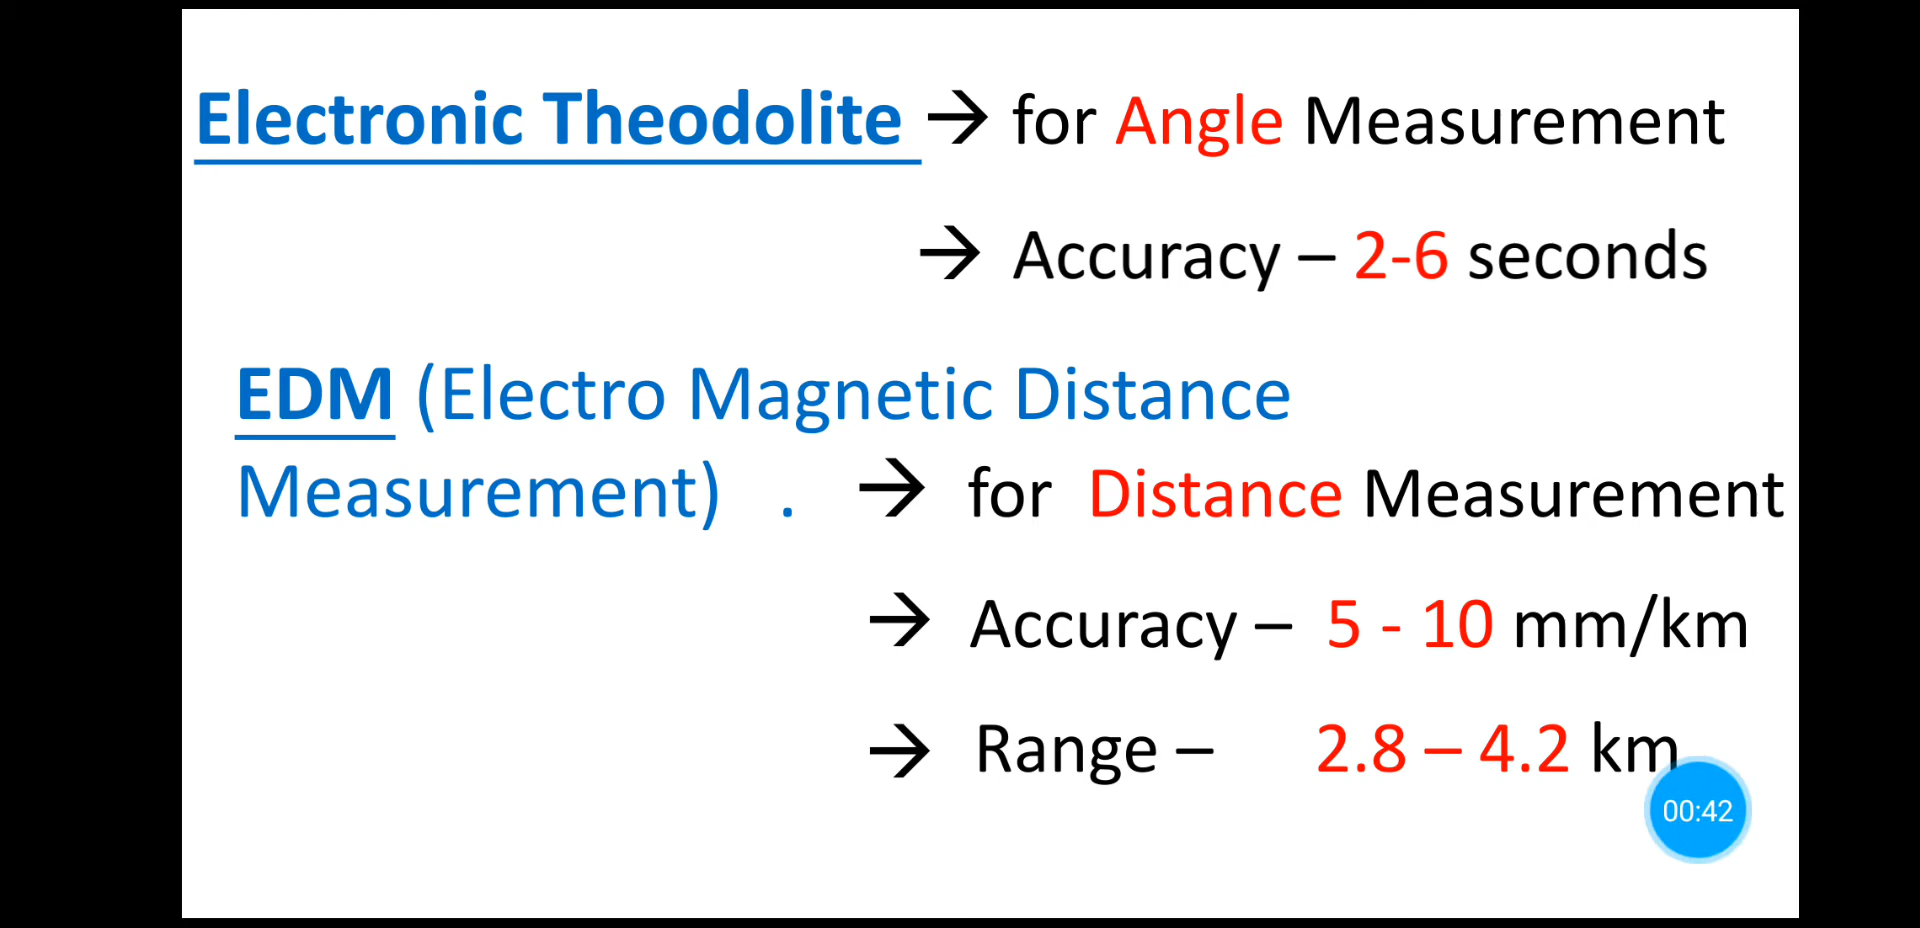 Electronic Theodolite → for Angle Measurement
→ Accuracy – 2-6 seconds
EDM (Electro Magnetic Distance
Measurement) . → for Distance Measurement
→ Accuracy – 5 - 10 mm/km
→ Range – 2.8 – 4.2 km
00:42